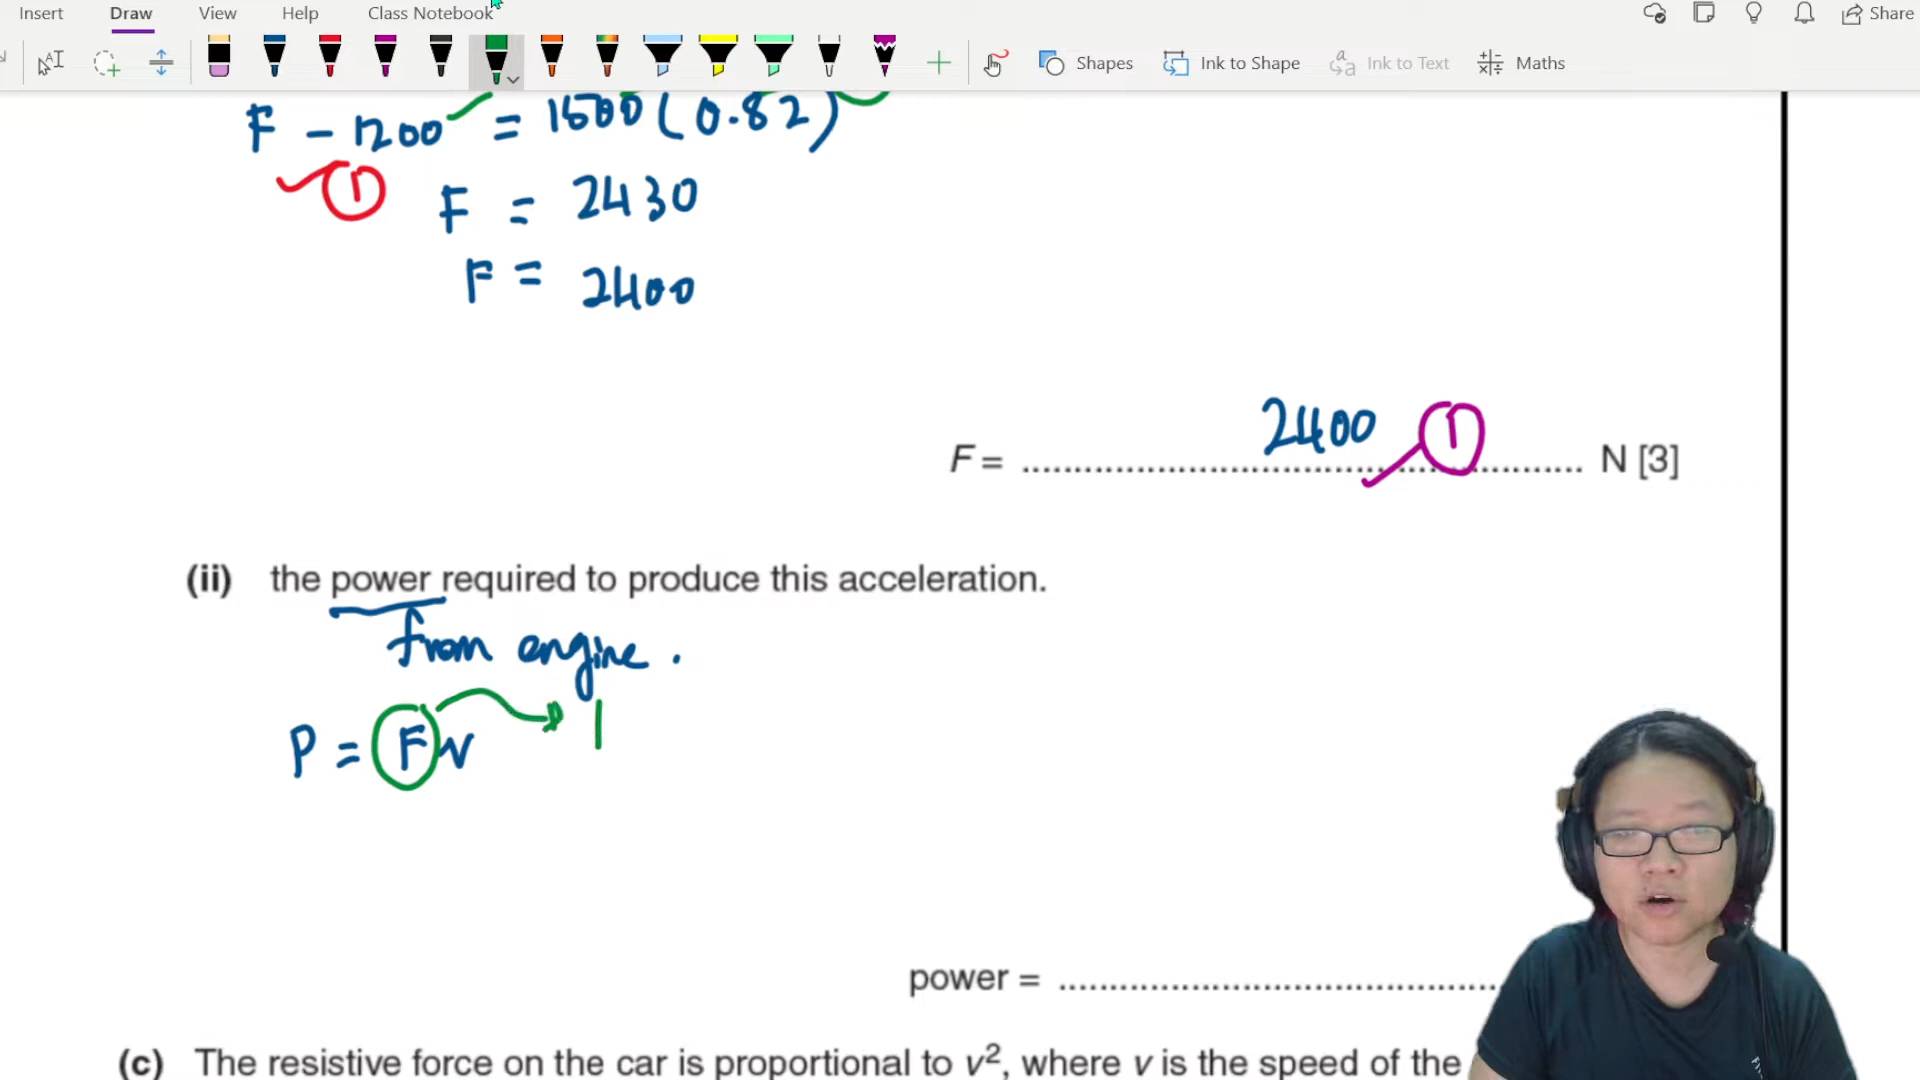 Insert Draw View Help Class Notebook Share
Shapes Ink to Shape Ink to Text Maths
F - 1200 = 1500 (0.82)
① F = 2430
F = 2400
2400 ①
F = ........ N [3]
(ii) the power required to produce this acceleration.
from engine.
P = Fv
power = ........
(c) The resistive force on the car is proportional to v², where v is the speed of the